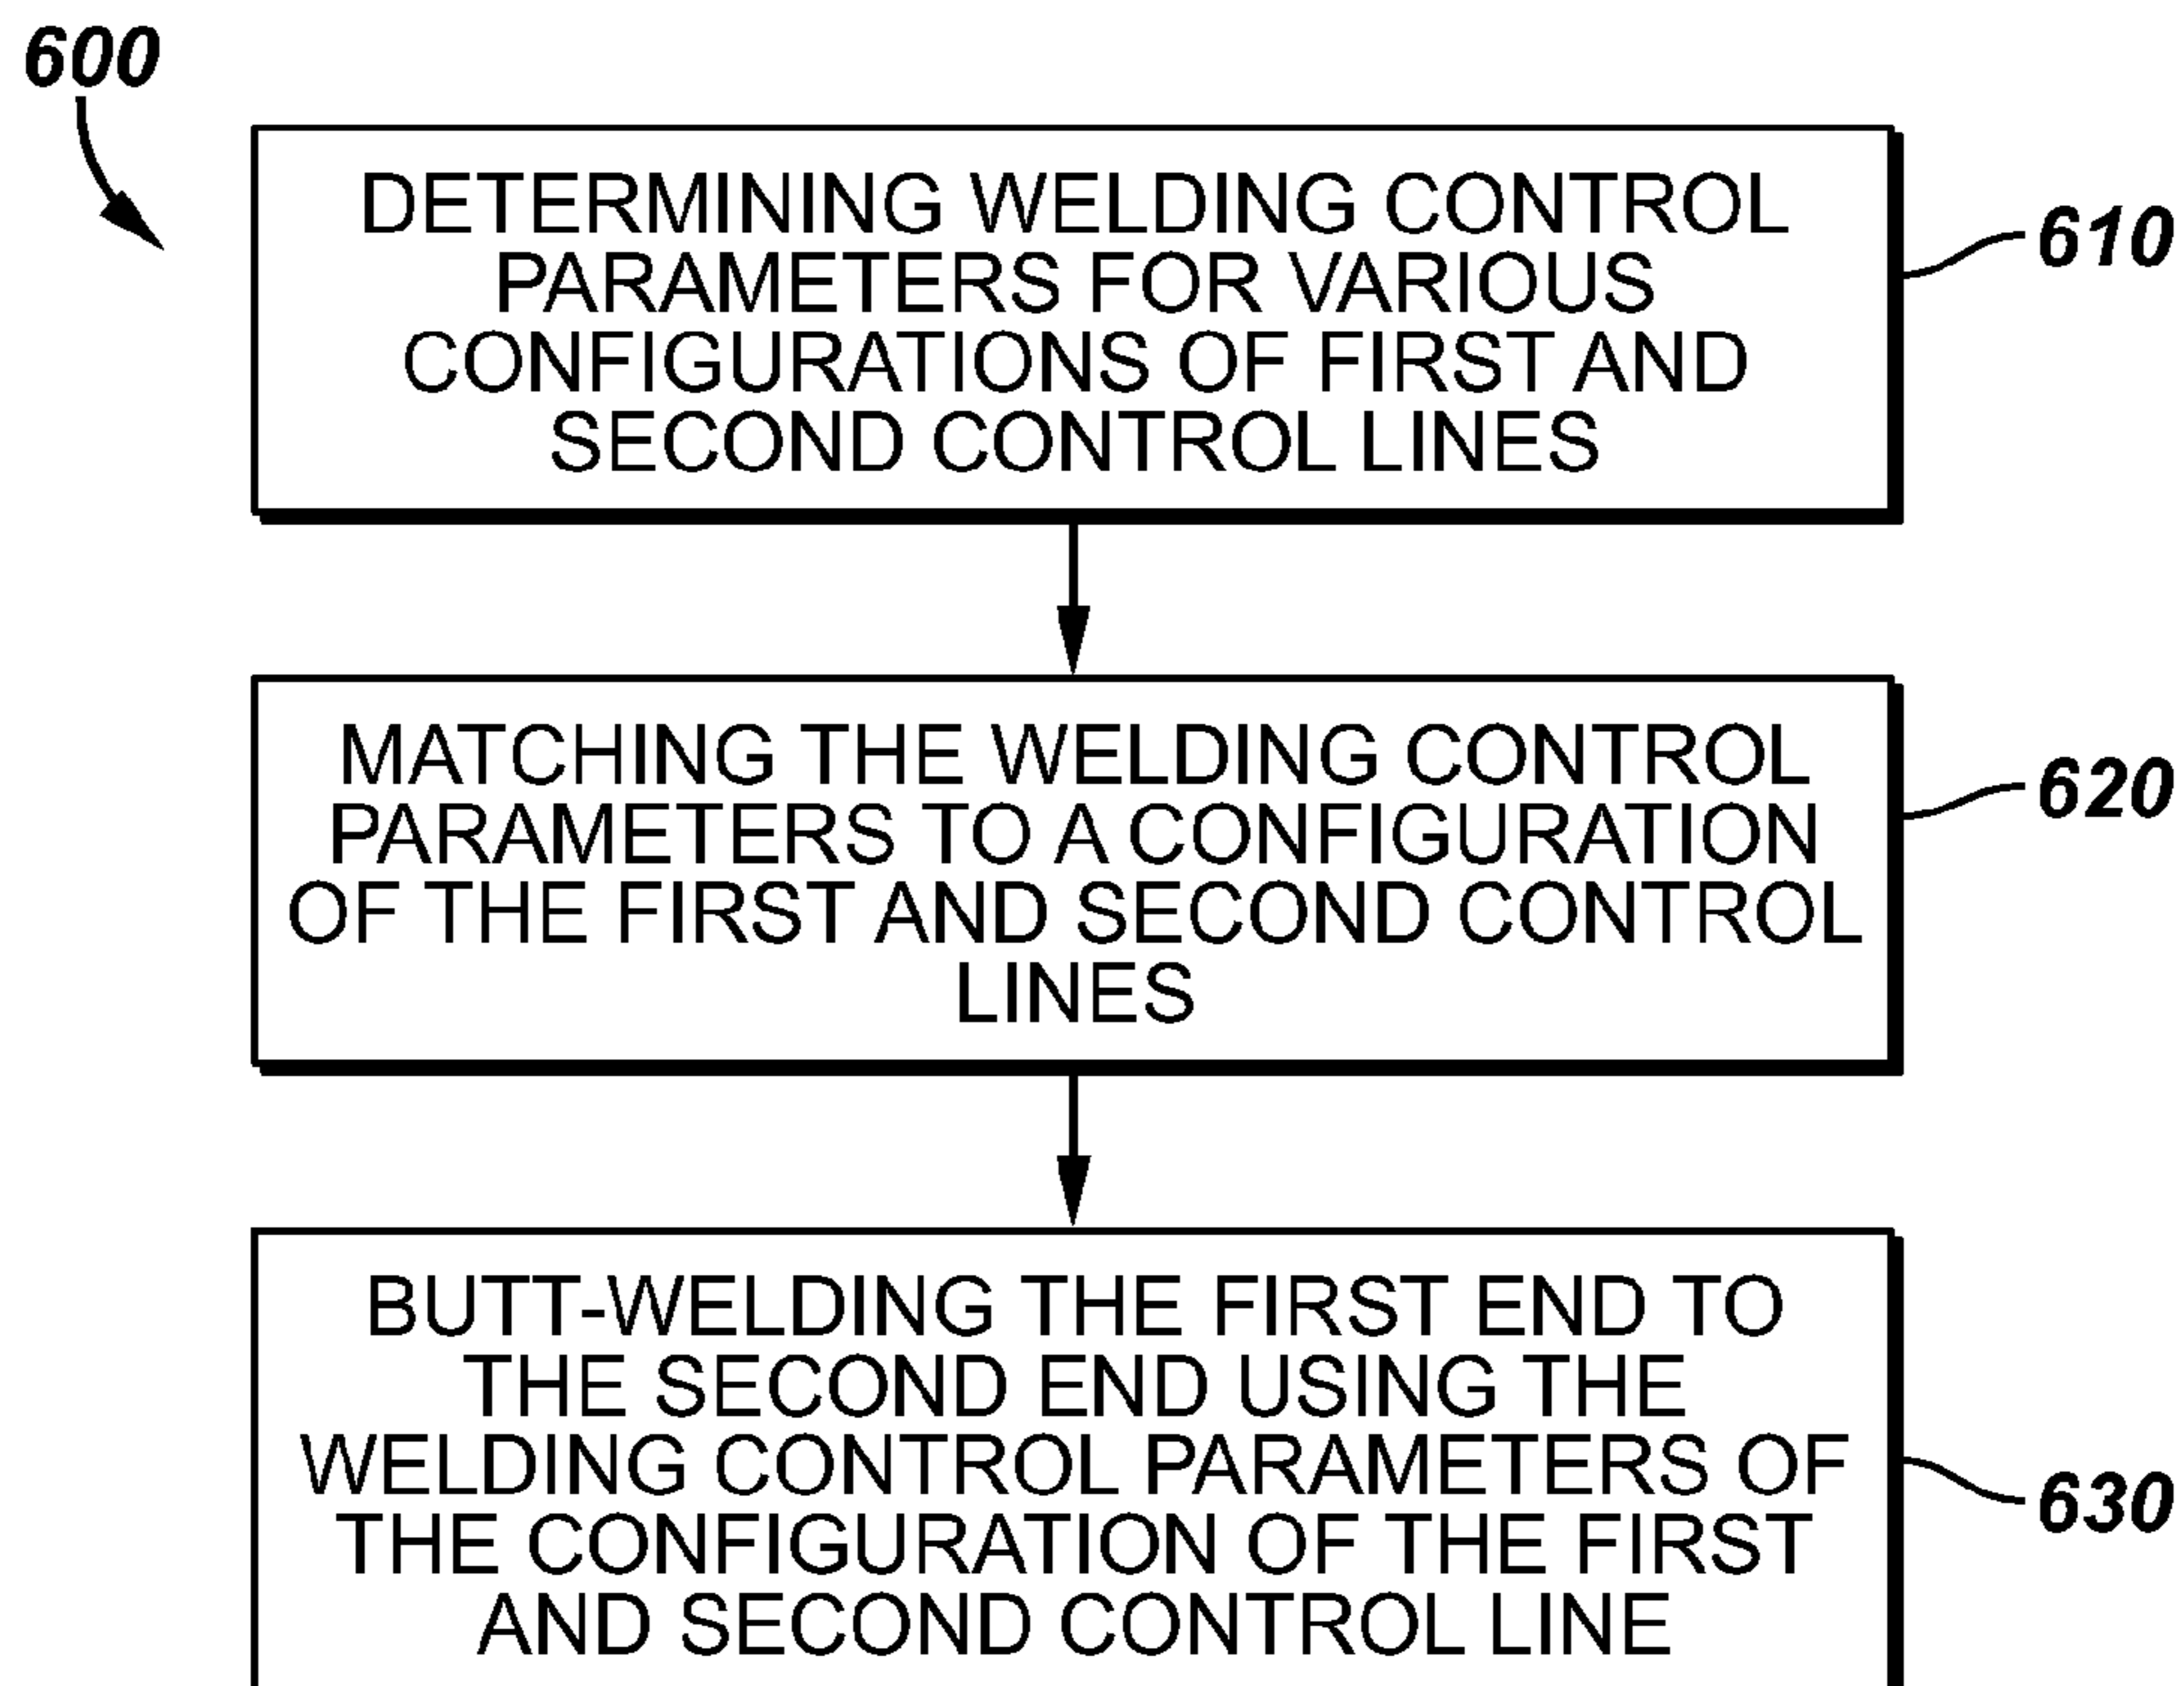 600
DETERMINING WELDING CONTROL
PARAMETERS FOR VARIOUS
CONFIGURATIONS OF FIRST AND
SECOND CONTROL LINES
610
MATCHING THE WELDING CONTROL
PARAMETERS TO A CONFIGURATION
OF THE FIRST AND SECOND CONTROL
LINES
620
BUTT-WELDING THE FIRST END TO
THE SECOND END USING THE
WELDING CONTROL PARAMETERS OF
THE CONFIGURATION OF THE FIRST
AND SECOND CONTROL LINE
630